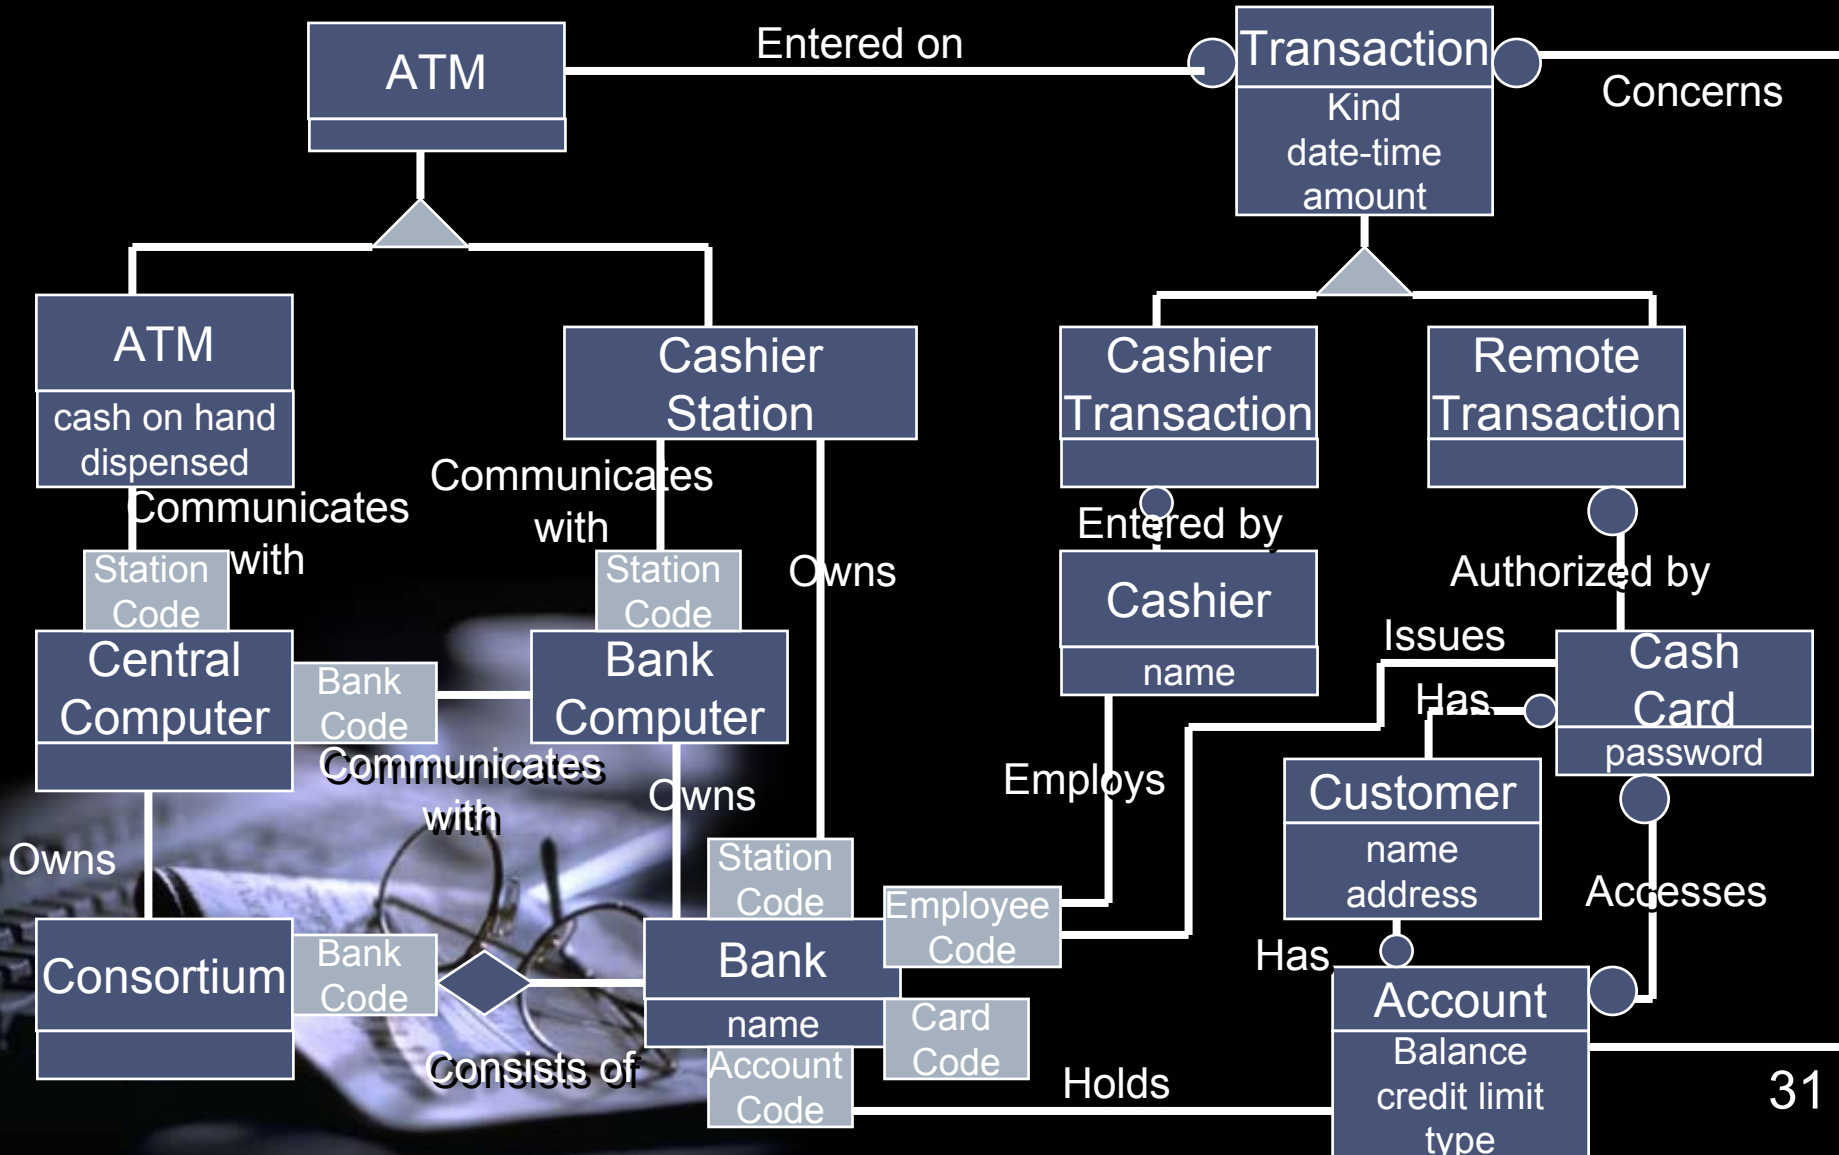 ATM
Entered on
Transaction
Kind
date-time
amount
Concerns
ATM
cash on hand
dispensed
Cashier
Station
Cashier
Transaction
Remote
Transaction
Communicates
with
Communicates
with
Owns
Entered by
Authorized by
Station
Code
Station
Code
Cashier
name
Issues
Has
Cash
Card
password
Central
Computer
Bank
Code
Bank
Computer
Communicates
with
Owns
Employs
Customer
name
address
Owns
Station
Code
Employee
Code
Accesses
Has
Consortium
Bank
Code
Bank
name
Card
Code
Account
Balance
credit limit
type
Consists of
Account
Code
Holds
31